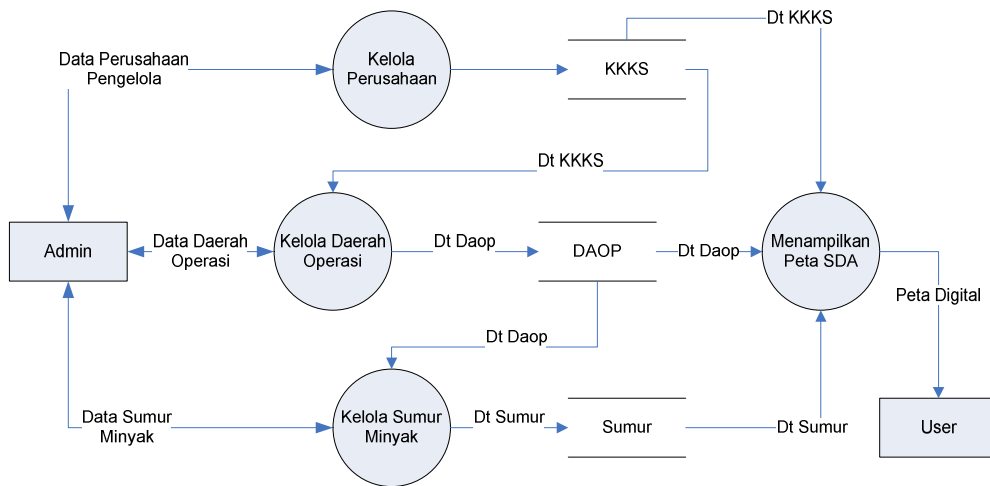 Dt KKKS
Data Perusahaan
Pengelola
Kelola
Perusahaan
KKKS
Dt KKKS
Admin
Data Daerah
Operasi
Kelola Daerah
Operasi
Dt Daop
DAOP
Dt Daop
Menampilkan
Peta SDA
Peta Digital
Dt Daop
Data Sumur
Minyak
Kelola Sumur
Minyak
Dt Sumur
Sumur
Dt Sumur
User